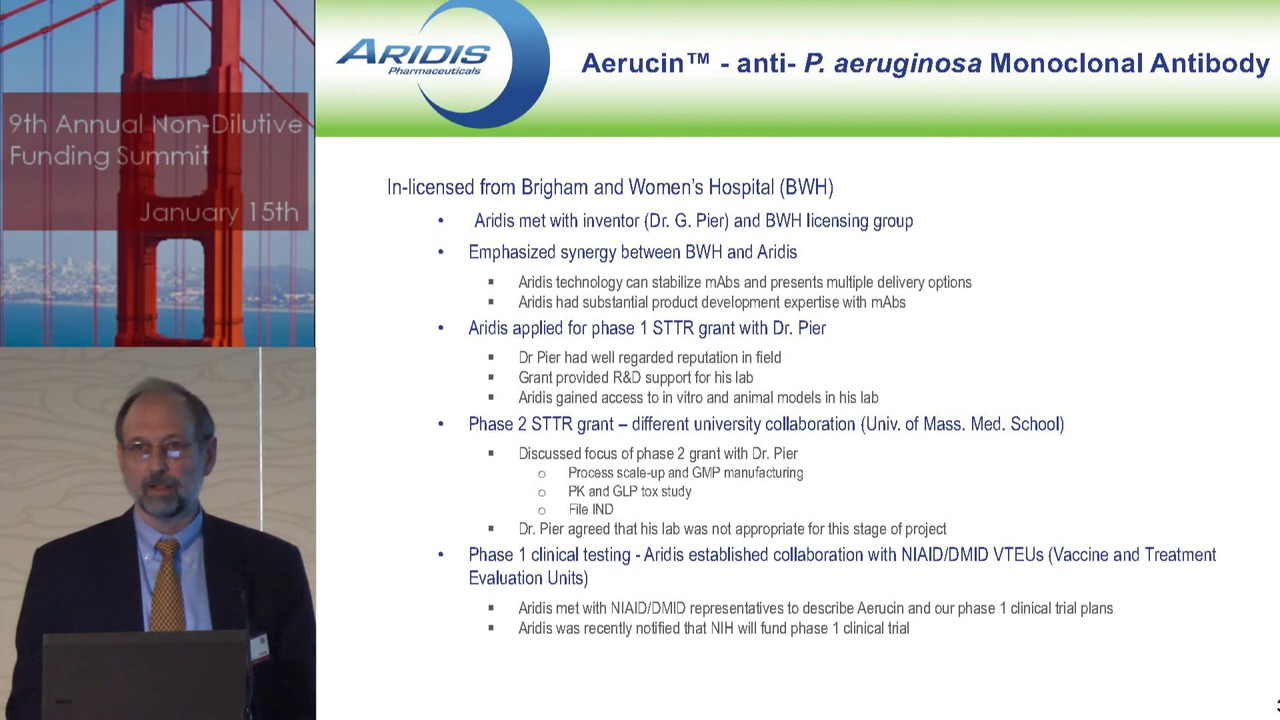 9th Annual Non-Dilutive
Funding Summit
January 15th
ARIDIS
Pharmaceuticals
Aerucin™ - anti- P. aeruginosa Monoclonal Antibody
In-licensed from Brigham and Women's Hospital (BWH)
• Aridis met with inventor (Dr. G. Pier) and BWH licensing group
• Emphasized synergy between BWH and Aridis
▪ Aridis technology can stabilize mAbs and presents multiple delivery options
▪ Aridis had substantial product development expertise with mAbs
• Aridis applied for phase 1 STTR grant with Dr. Pier
▪ Dr Pier had well regarded reputation in field
▪ Grant provided R&D support for his lab
▪ Aridis gained access to in vitro and animal models in his lab
• Phase 2 STTR grant – different university collaboration (Univ. of Mass. Med. School)
▪ Discussed focus of phase 2 grant with Dr. Pier
o Process scale-up and GMP manufacturing
o PK and GLP tox study
o File IND
▪ Dr. Pier agreed that his lab was not appropriate for this stage of project
• Phase 1 clinical testing - Aridis established collaboration with NIAID/DMID VTEUs (Vaccine and Treatment
Evaluation Units)
▪ Aridis met with NIAID/DMID representatives to describe Aerucin and our phase 1 clinical trial plans
▪ Aridis was recently notified that NIH will fund phase 1 clinical trial